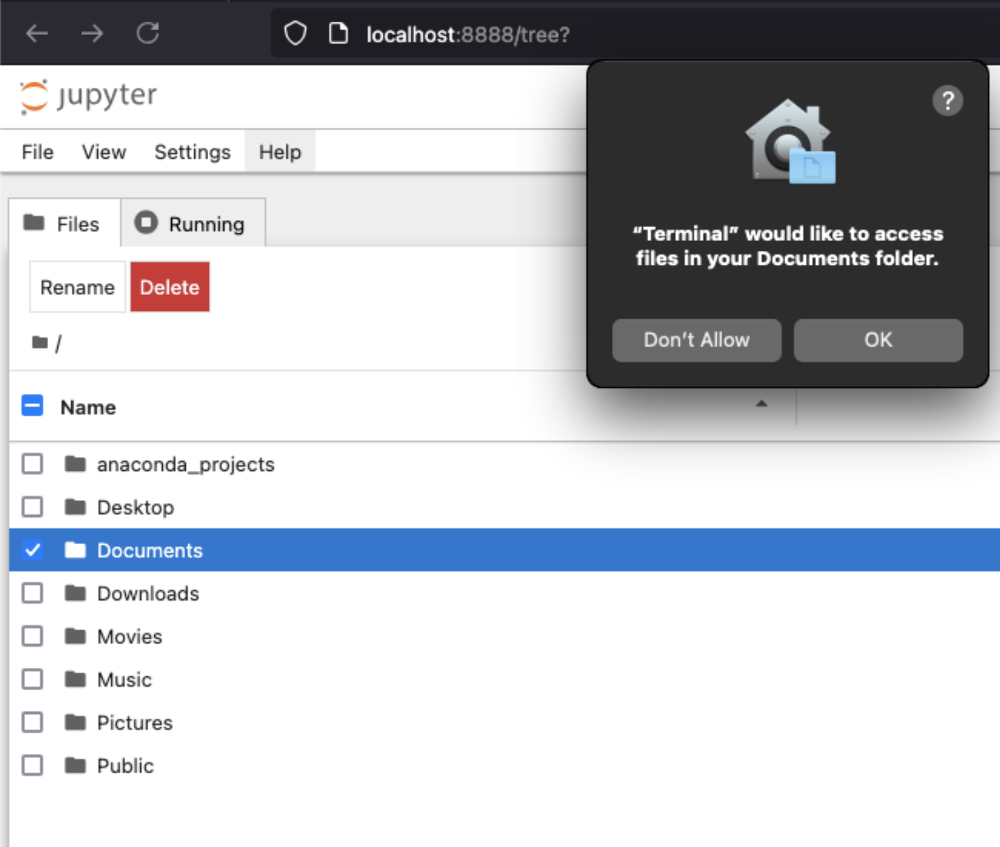 localhost:8888/tree?
jupyter
File View Settings Help
?
“Terminal” would like to access
files in your Documents folder.
Don’t Allow OK
Files Running
Rename Delete
/
Name
anaconda_projects
Desktop
Documents
Downloads
Movies
Music
Pictures
Public